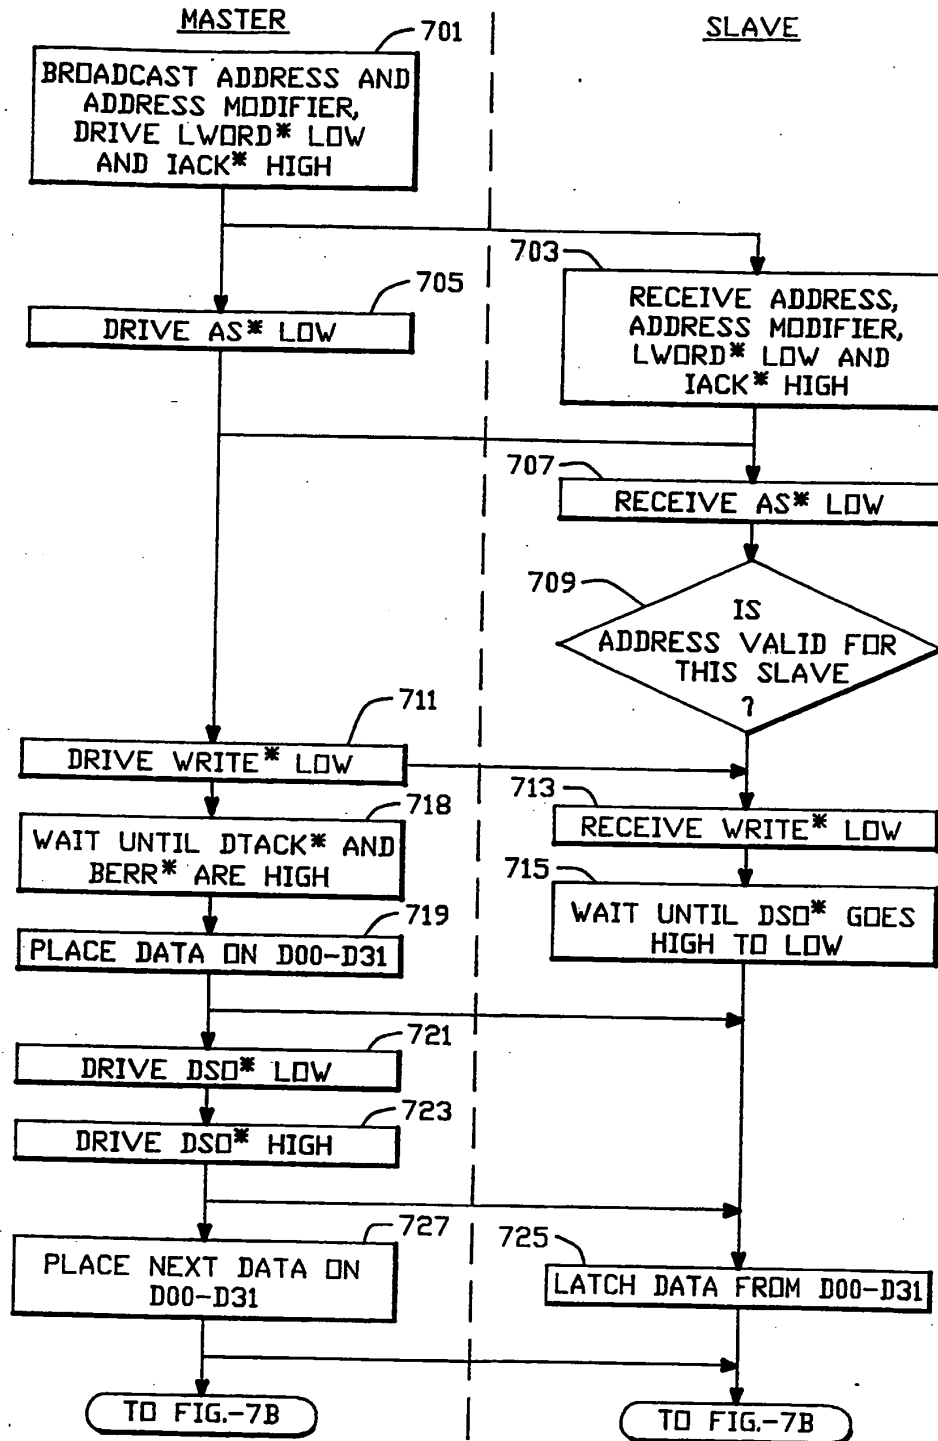 MASTER
701
BROADCAST ADDRESS AND
ADDRESS MODIFIER,
DRIVE LWORD* LOW
AND IACK* HIGH
705
DRIVE AS* LOW
711
DRIVE WRITE* LOW
718
WAIT UNTIL DTACK* AND
BERR* ARE HIGH
719
PLACE DATA ON D00-D31
721
DRIVE DS0* LOW
723
DRIVE DS0* HIGH
727
PLACE NEXT DATA ON
D00-D31
TO FIG.-7B
SLAVE
703
RECEIVE ADDRESS,
ADDRESS MODIFIER,
LWORD* LOW AND
IACK* HIGH
707
RECEIVE AS* LOW
709
IS
ADDRESS VALID FOR
THIS SLAVE
?
713
RECEIVE WRITE* LOW
715
WAIT UNTIL DS0* GOES
HIGH TO LOW
725
LATCH DATA FROM D00-D31
TO FIG.-7B